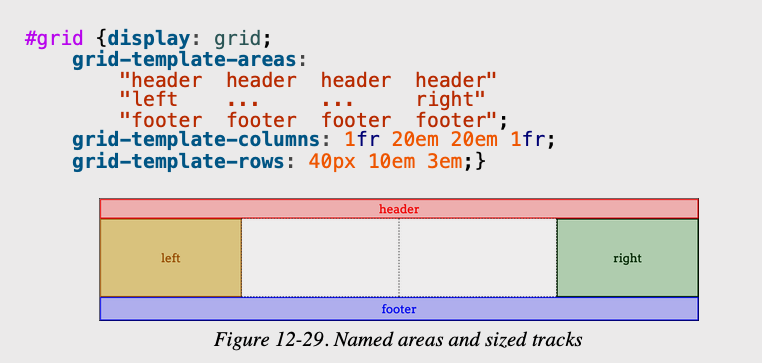 #grid {display: grid;
grid-template-areas:
"header header header header"
"left ... ... right"
"footer footer footer footer";
grid-template-columns: 1fr 20em 20em 1fr;
grid-template-rows: 40px 10em 3em;}
header
left right
footer
Figure 12-29. Named areas and sized tracks